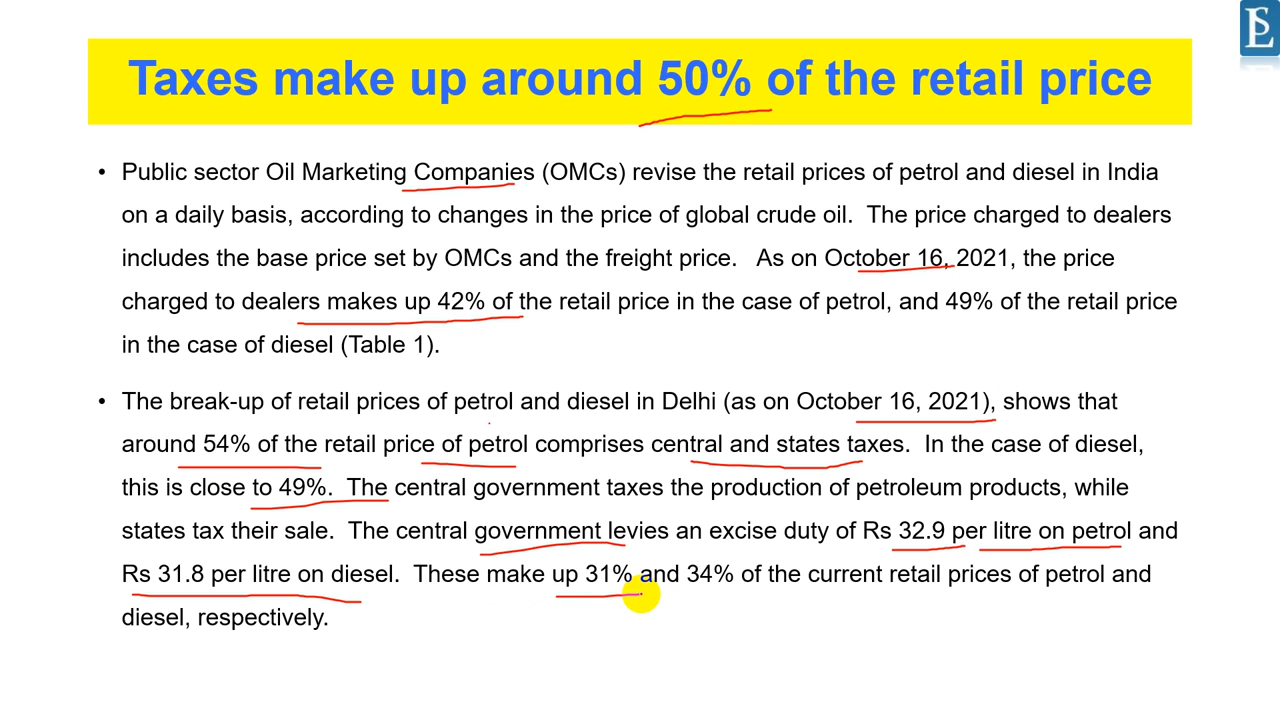 Taxes make up around 50% of the retail price
• Public sector Oil Marketing Companies (OMCs) revise the retail prices of petrol and diesel in India
on a daily basis, according to changes in the price of global crude oil. The price charged to dealers
includes the base price set by OMCs and the freight price. As on October 16, 2021, the price
charged to dealers makes up 42% of the retail price in the case of petrol, and 49% of the retail price
in the case of diesel (Table 1).
• The break-up of retail prices of petrol and diesel in Delhi (as on October 16, 2021), shows that
around 54% of the retail price of petrol comprises central and states taxes. In the case of diesel,
this is close to 49%. The central government taxes the production of petroleum products, while
states tax their sale. The central government levies an excise duty of Rs 32.9 per litre on petrol and
Rs 31.8 per litre on diesel. These make up 31% and 34% of the current retail prices of petrol and
diesel, respectively.